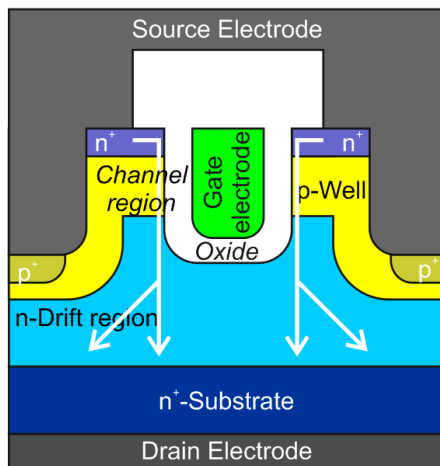 Source Electrode
n⁺
n⁺
Channel
region
Gate
electrode
p-Well
Oxide
p⁺
p⁺
n-Drift region
n⁺-Substrate
Drain Electrode